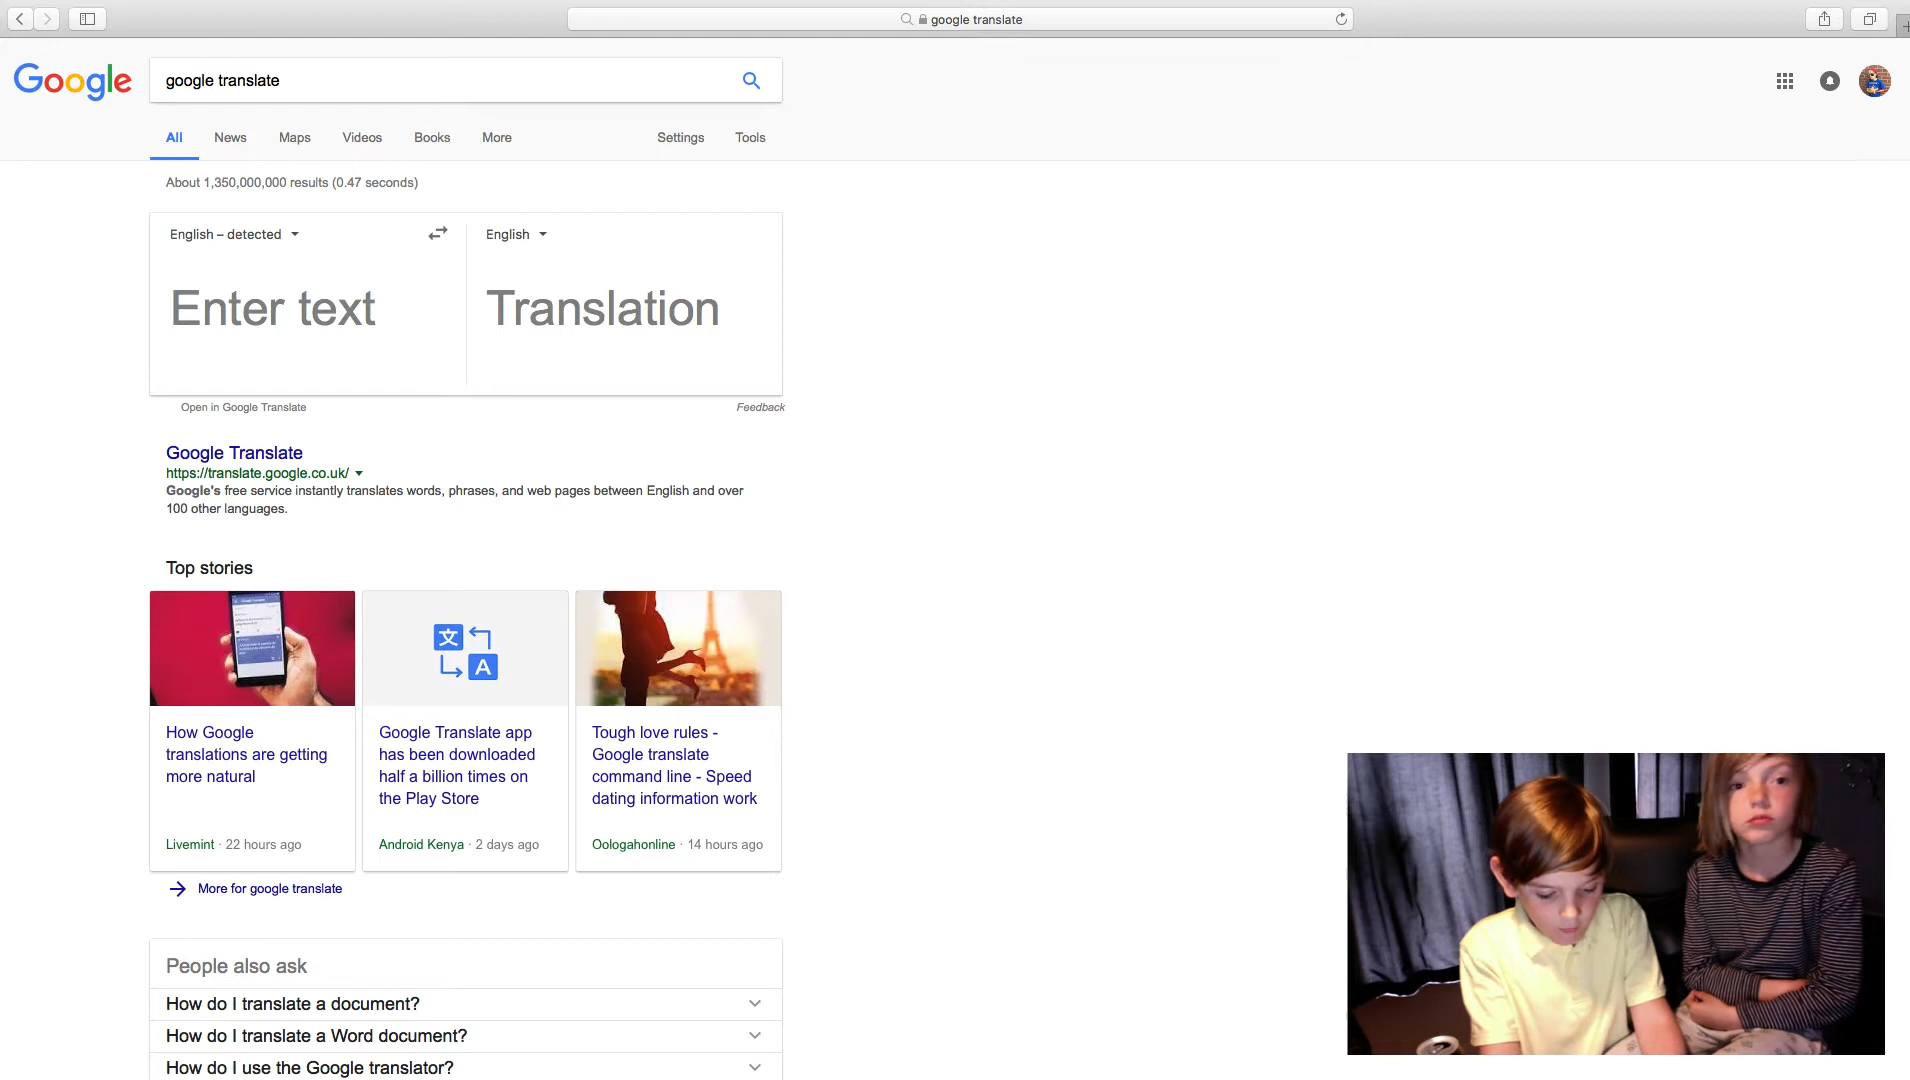 google translate
Google
google translate
All News Maps Videos Books More Settings Tools
About 1,350,000,000 results (0.47 seconds)
English – detected
English
Enter text
Translation
Open in Google Translate
Feedback
Google Translate
https://translate.google.co.uk/
Google's free service instantly translates words, phrases, and web pages between English and over
100 other languages.
Top stories
文
A
How Google
translations are getting
more natural
Livemint · 22 hours ago
Google Translate app
has been downloaded
half a billion times on
the Play Store
Android Kenya · 2 days ago
Tough love rules -
Google translate
command line - Speed
dating information work
Oologahonline · 14 hours ago
More for google translate
People also ask
How do I translate a document?
How do I translate a Word document?
How do I use the Google translator?